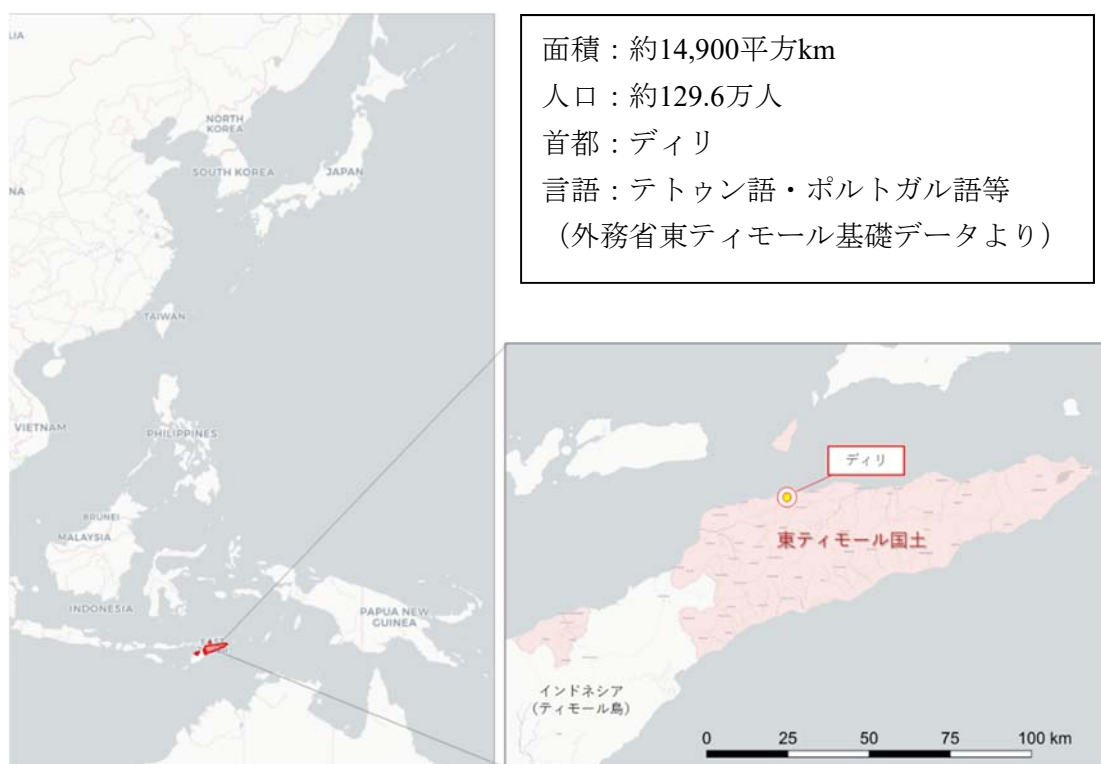 面積：約14,900平方km
人口：約129.6万人
首都：ディリ
言語：テトゥン語・ポルトガル語等
（外務省東ティモール基礎データより）
LIA
NORTH
KOREA
SOUTH KOREA
JAPAN
NA
TAIWAN
VIETNAM
PHILIPPINES
BRUNEI
MALAYSIA
INDONESIA
PAPUA NEW
GUINEA
EAST
ディリ
東ティモール国土
インドネシア
（ティモール島）
0 25 50 75 100 km